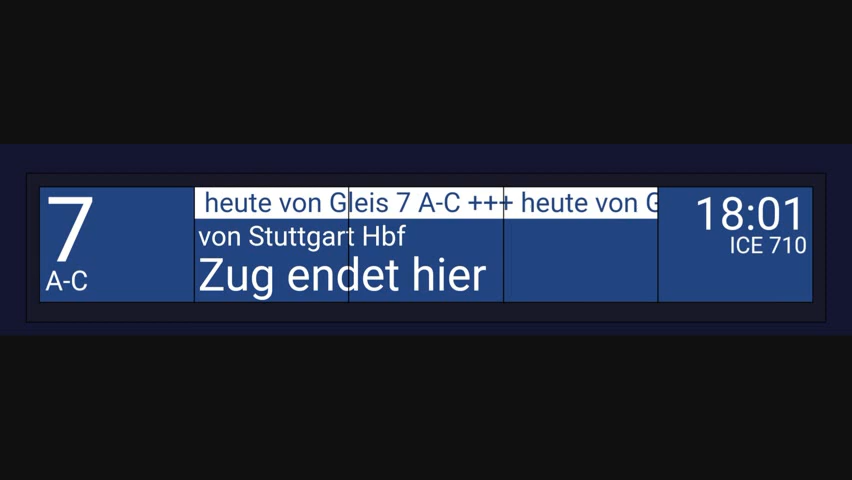 7
A-C
heute von Gleis 7 A-C +++ heute von G
von Stuttgart Hbf
Zug endet hier
18:01
ICE 710